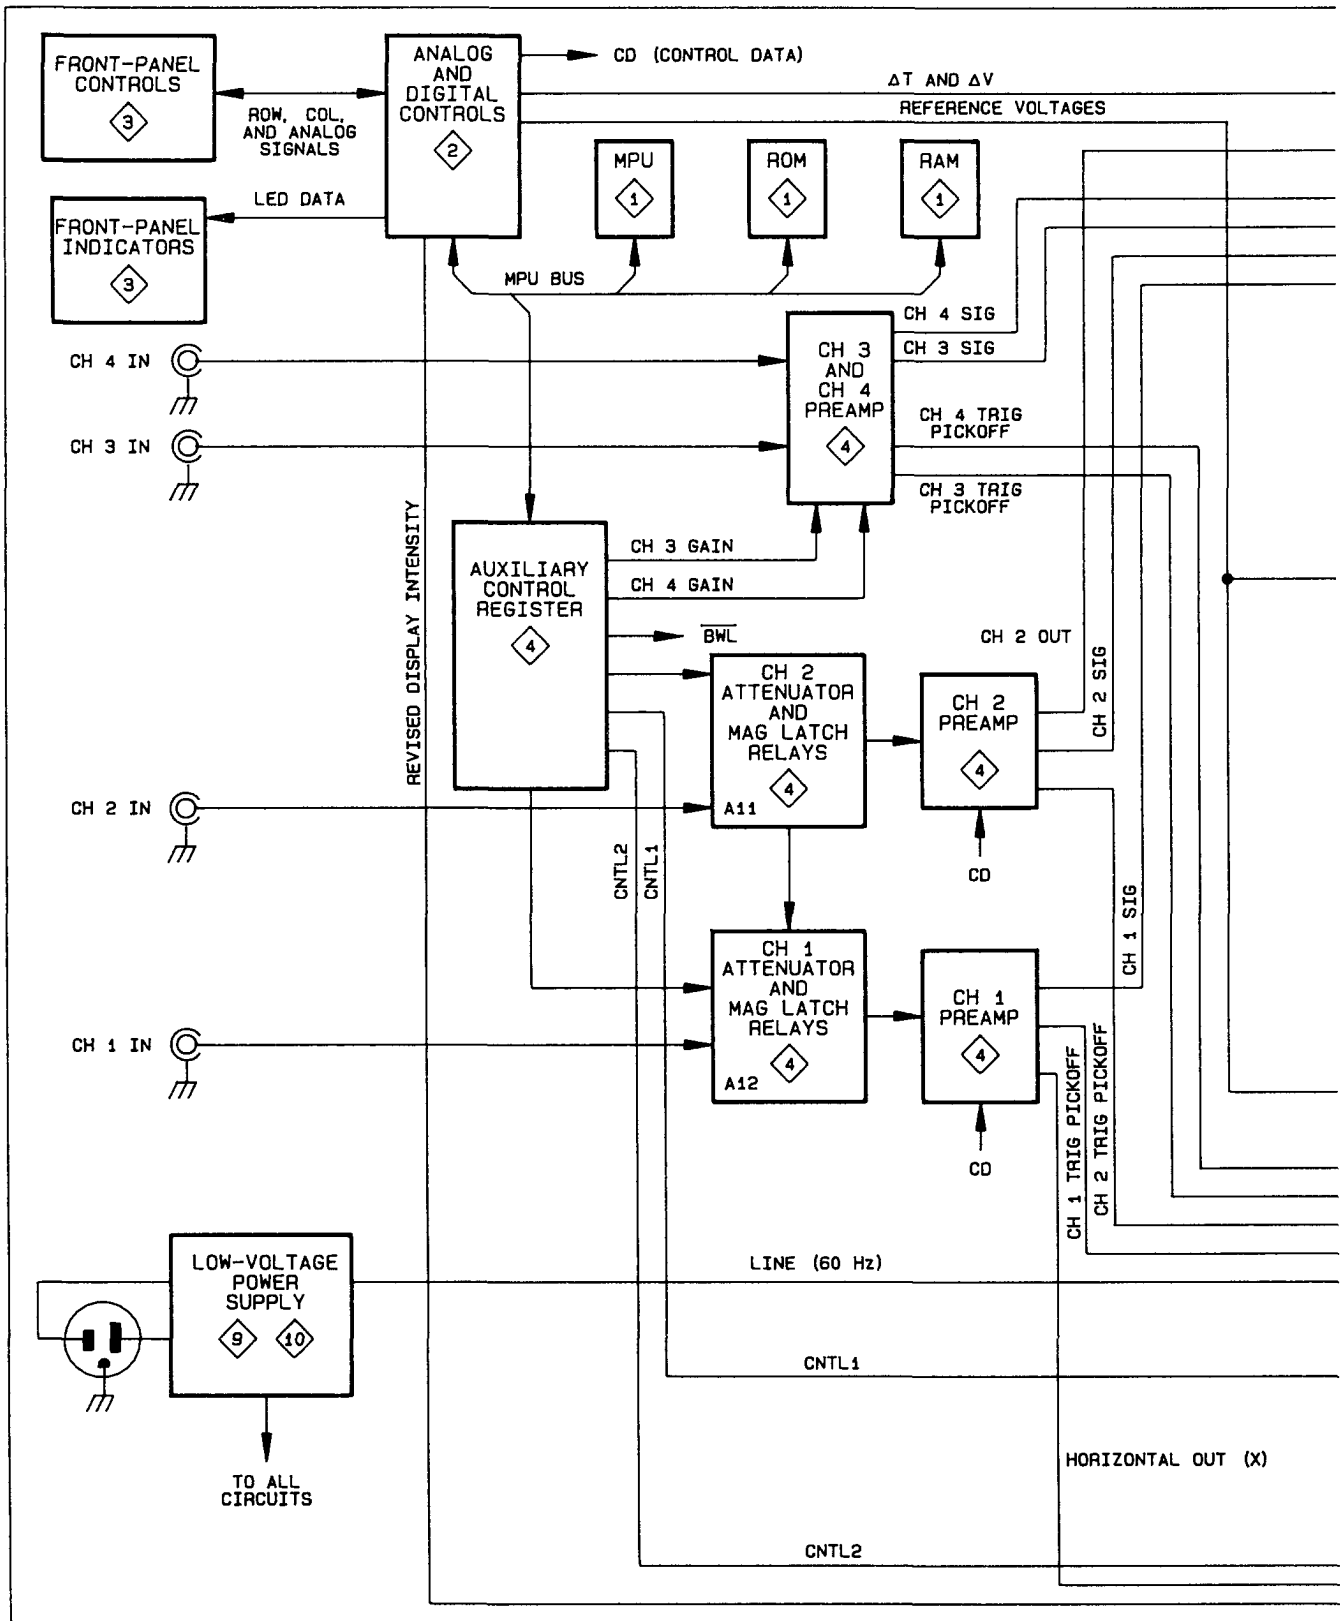 FRONT-PANEL
CONTROLS
3
ROW, COL,
AND ANALOG
SIGNALS
ANALOG
AND
DIGITAL
CONTROLS
2
CD (CONTROL DATA)
ΔT AND ΔV
REFERENCE VOLTAGES
MPU
1
ROM
1
RAM
1
LED DATA
FRONT-PANEL
INDICATORS
3
MPU BUS
CH 4 IN
CH 3 IN
CH 3
AND
CH 4
PREAMP
4
CH 4 SIG
CH 3 SIG
CH 4 TRIG
PICKOFF
CH 3 TRIG
PICKOFF
REVISED DISPLAY INTENSITY
AUXILIARY
CONTROL
REGISTER
4
CH 3 GAIN
CH 4 GAIN
BWL
CH 2
ATTENUATOR
AND
MAG LATCH
RELAYS
4
A11
CH 2
PREAMP
4
CD
CH 2 OUT
CH 2 SIG
CH 2 IN
CNTL2
CNTL1
CH 1
ATTENUATOR
AND
MAG LATCH
RELAYS
4
A12
CH 1
PREAMP
4
CD
CH 1 SIG
CH 1 IN
CH 1 TRIG PICKOFF
CH 2 TRIG PICKOFF
LOW-VOLTAGE
POWER
SUPPLY
9 10
LINE (60 Hz)
TO ALL
CIRCUITS
CNTL1
HORIZONTAL OUT (X)
CNTL2